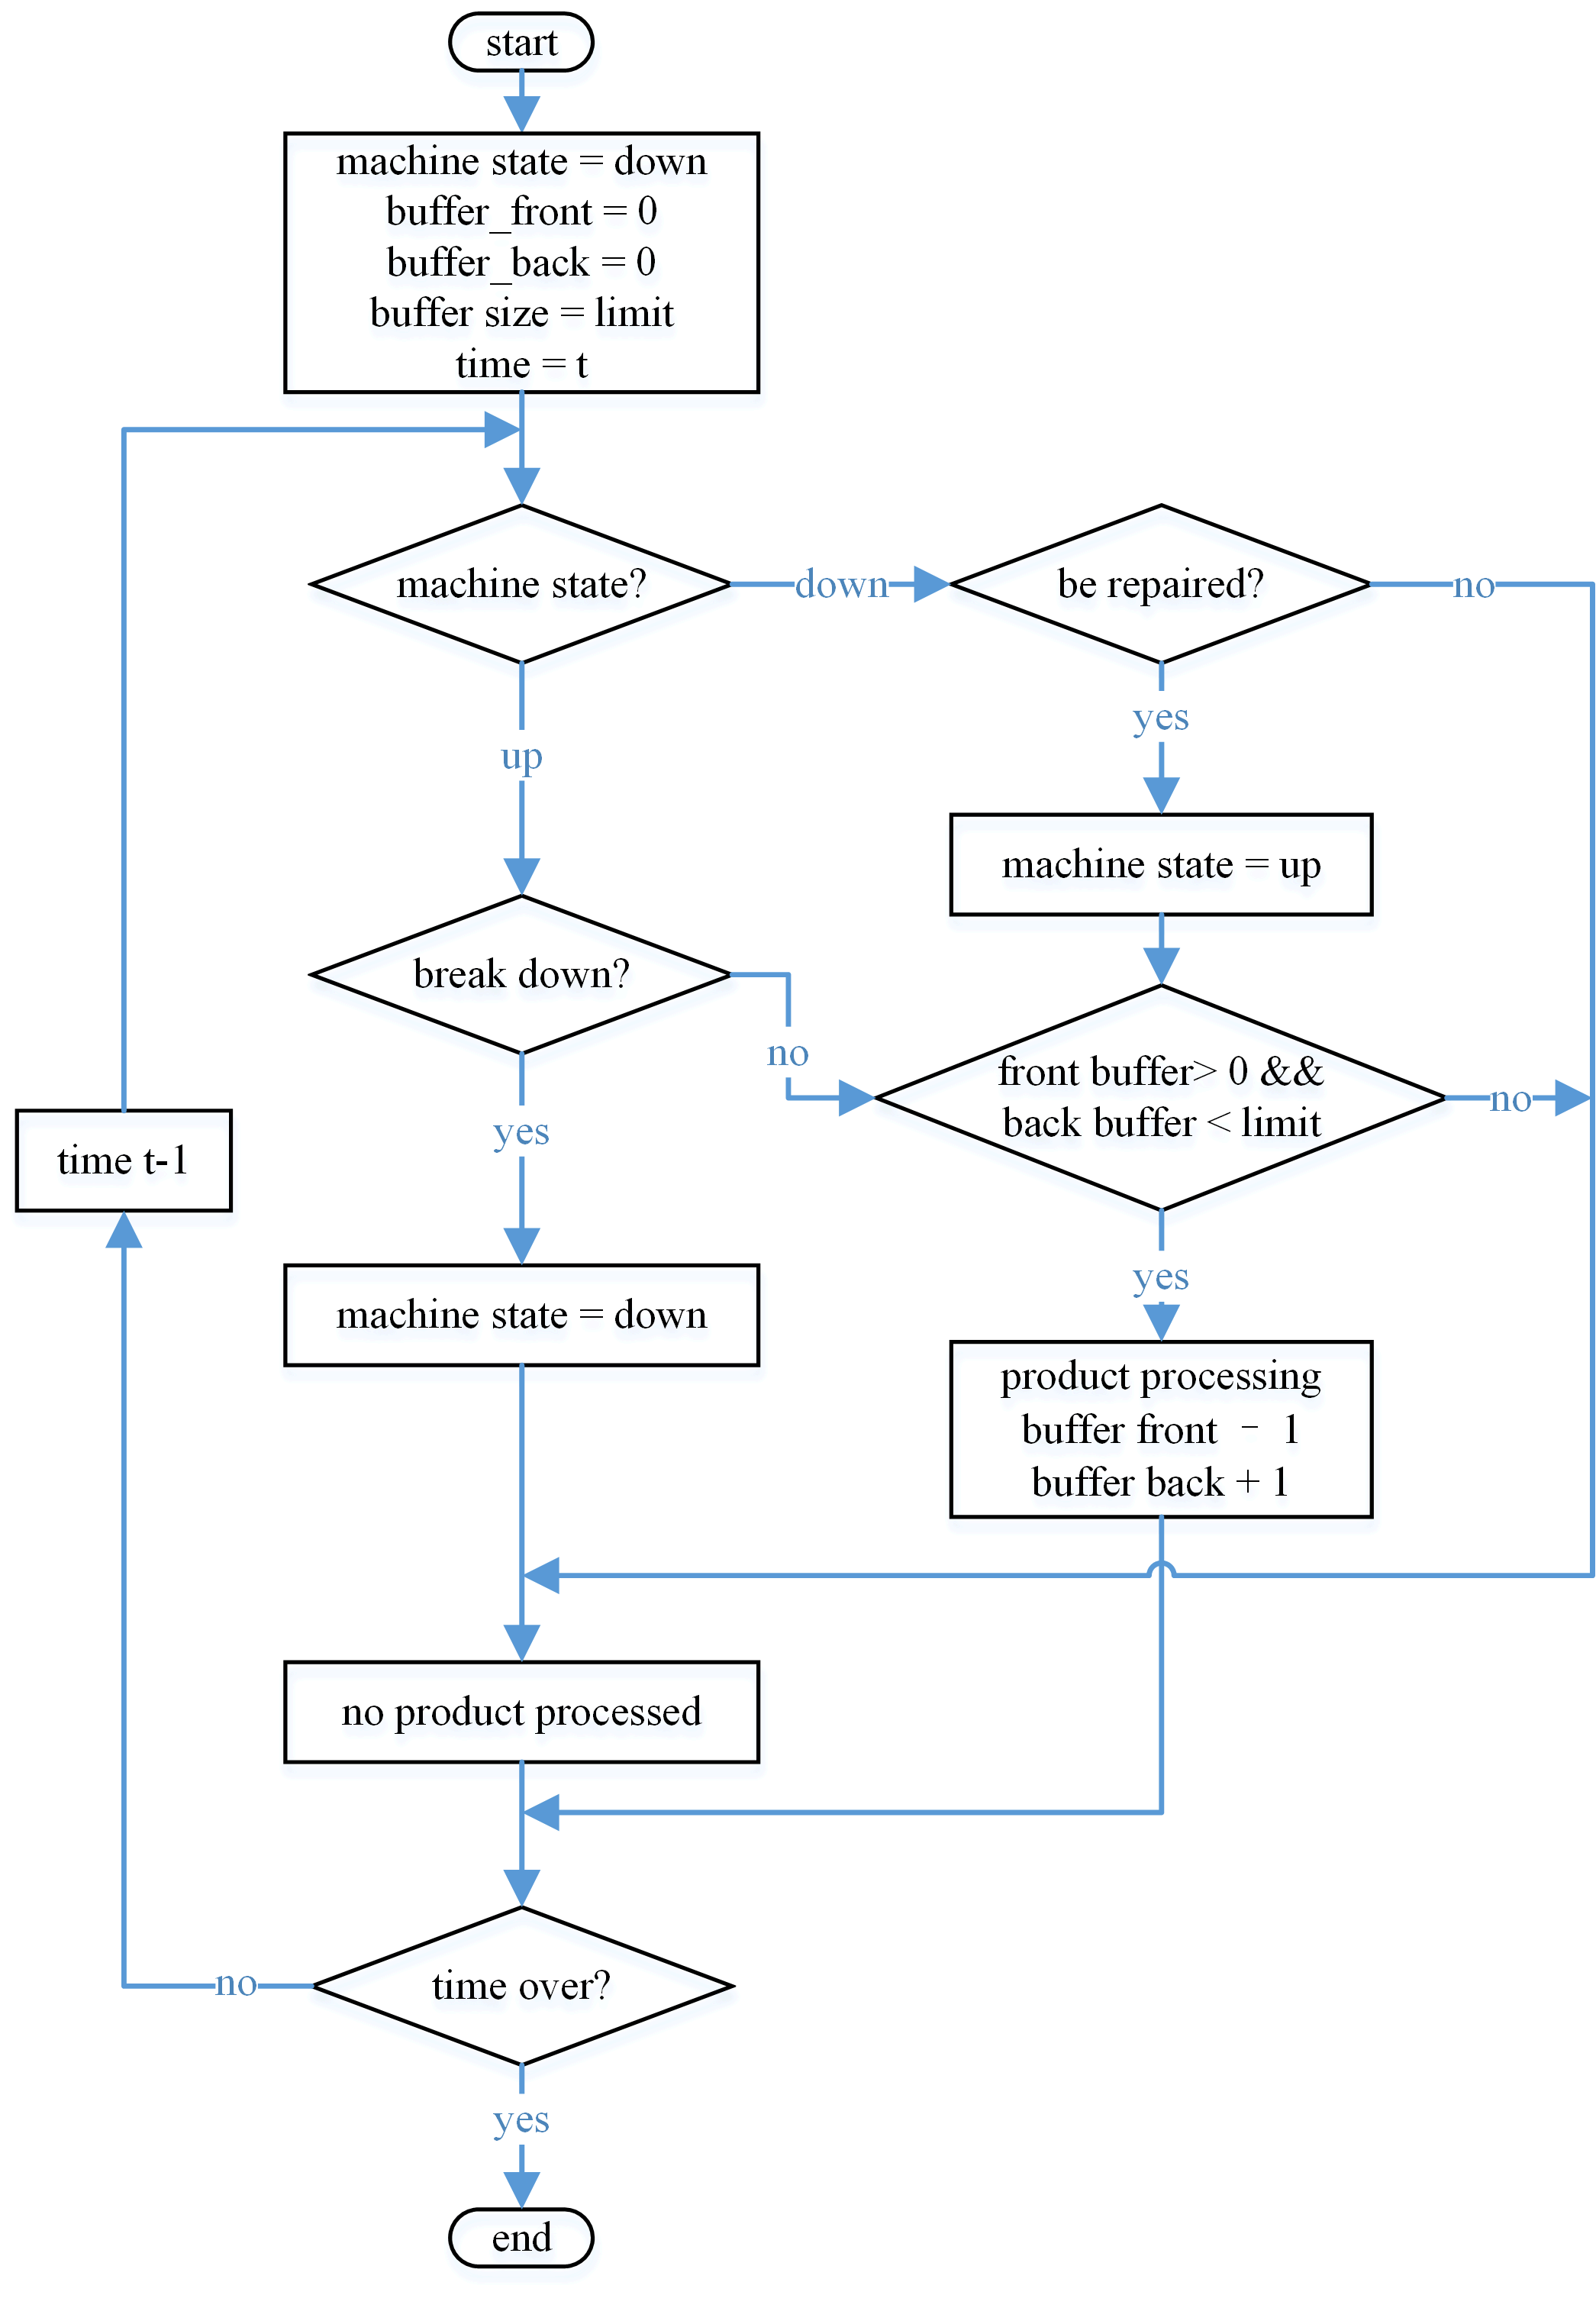 start
machine state = down
buffer_front = 0
buffer_back = 0
buffer size = limit
time = t
machine state?
down
be repaired?
no
yes
up
machine state = up
break down?
no
front buffer> 0 &&
back buffer < limit
no
yes
time t-1
yes
machine state = down
product processing
buffer front - 1
buffer back + 1
no product processed
time over?
no
yes
end